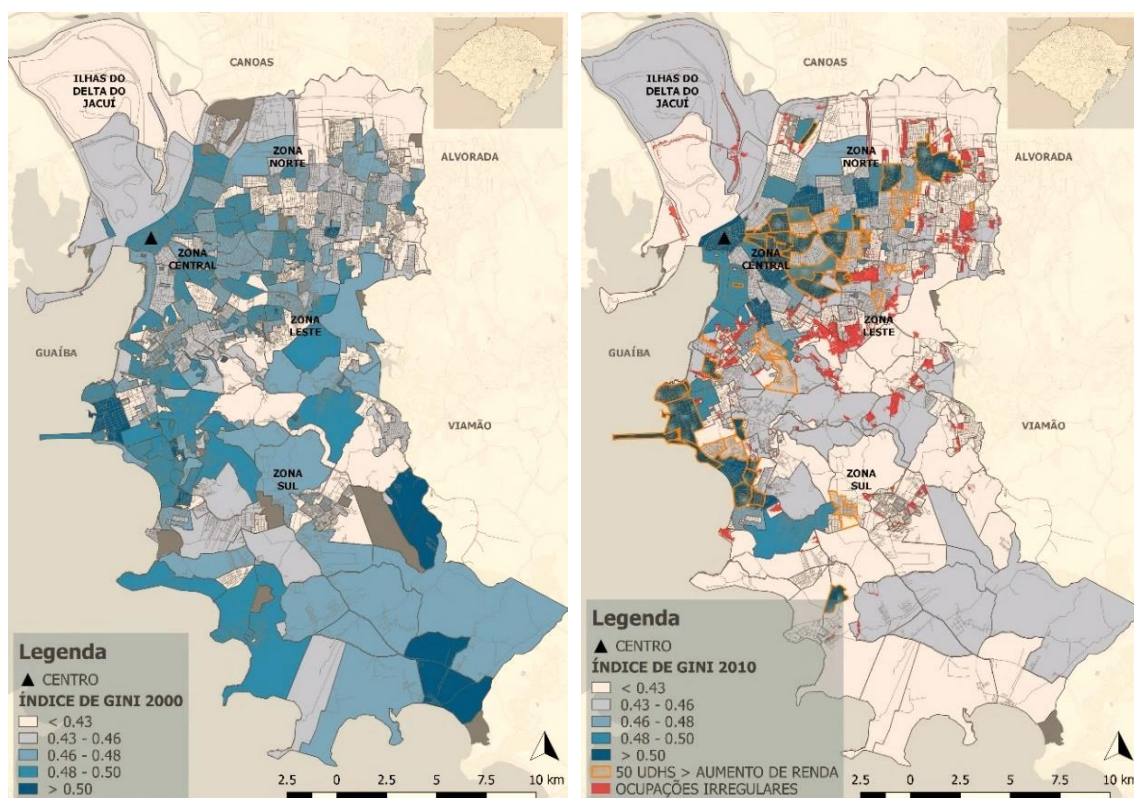 CANOAS
ILHAS DO
DELTA DO
JACUÍ
ZONA
NORTE
ALVORADA
ZONA
CENTRAL
ZONA
LESTE
GUAÍBA
VIAMÃO
ZONA
SUL
Legenda
CENTRO
ÍNDICE DE GINI 2000
< 0.43
0.43 - 0.46
0.46 - 0.48
0.48 - 0.50
> 0.50
2.5 0 2.5 5 7.5 10 km
CANOAS
ILHAS DO
DELTA DO
JACUÍ
ZONA
NORTE
ALVORADA
ZONA
CENTRAL
ZONA
LESTE
GUAÍBA
VIAMÃO
ZONA
SUL
Legenda
CENTRO
ÍNDICE DE GINI 2010
< 0.43
0.43 - 0.46
0.46 - 0.48
0.48 - 0.50
> 0.50
50 UDHS > AUMENTO DE RENDA
OCUPAÇÕES IRREGULARES
2.5 0 2.5 5 7.5 10 km